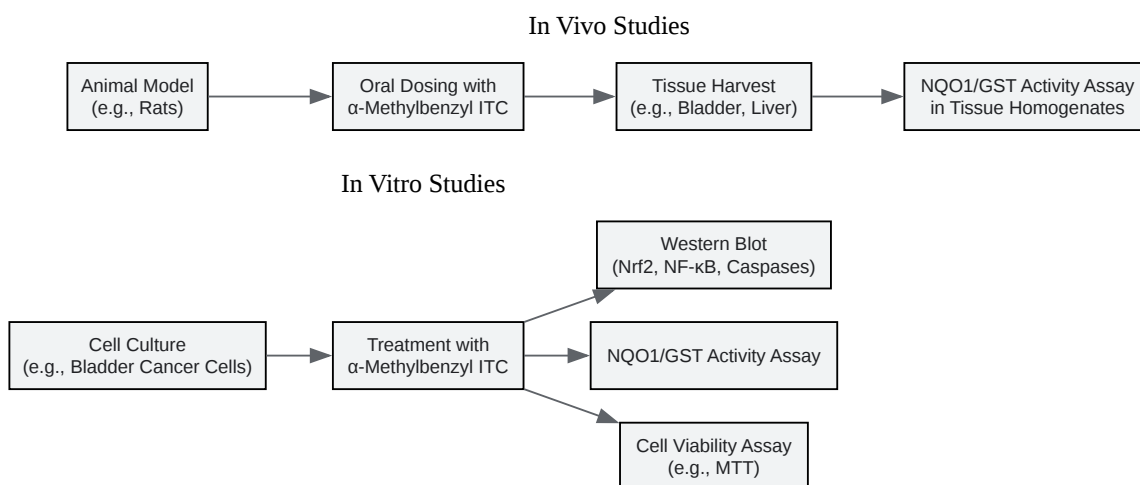 In Vivo Studies
Animal Model
(e.g., Rats)
Oral Dosing with
α-Methylbenzyl ITC
Tissue Harvest
(e.g., Bladder, Liver)
NQO1/GST Activity Assay
in Tissue Homogenates
In Vitro Studies
Western Blot
(Nrf2, NF-κB, Caspases)
Cell Culture
(e.g., Bladder Cancer Cells)
Treatment with
α-Methylbenzyl ITC
NQO1/GST Activity Assay
Cell Viability Assay
(e.g., MTT)